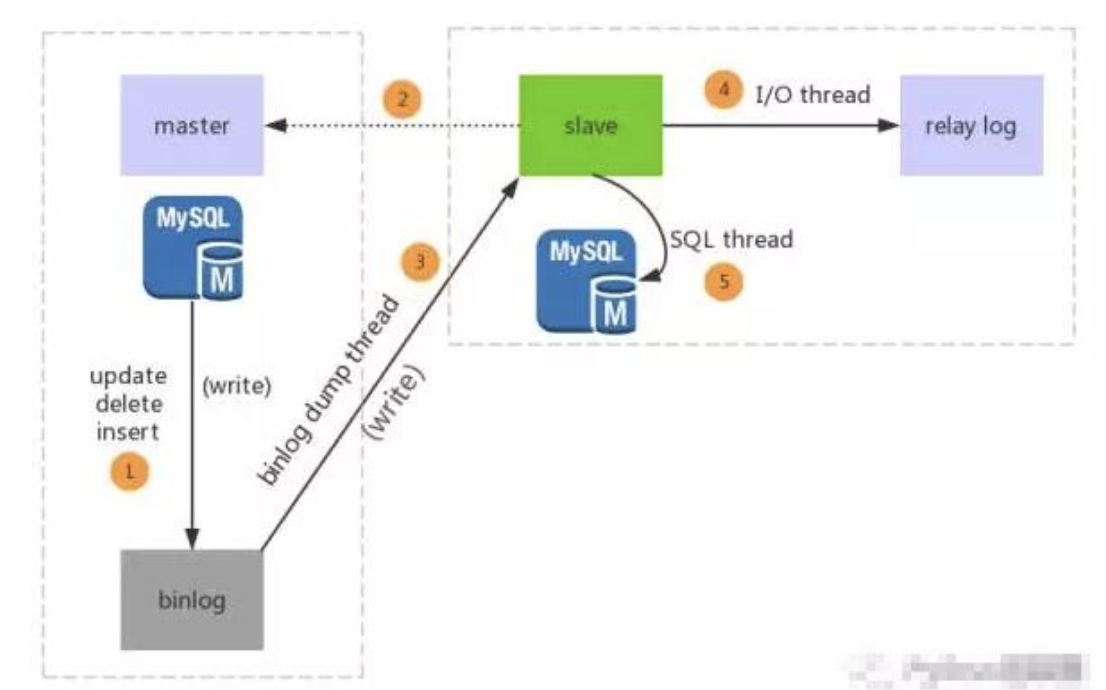 master
2
slave
4
I/O thread
relay log
MySQL
M
3
MySQL
M
SQL thread
5
update
delete
insert
(write)
1
binlog dump thread
(write)
binlog